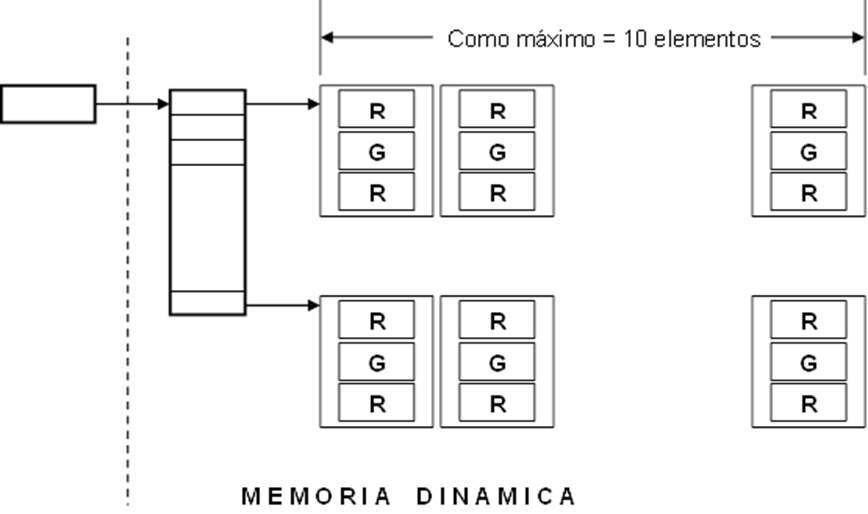 Como máximo = 10 elementos
R R R
G G G
R R R
R R R
G G G
R R R
MEMORIA DINAMICA